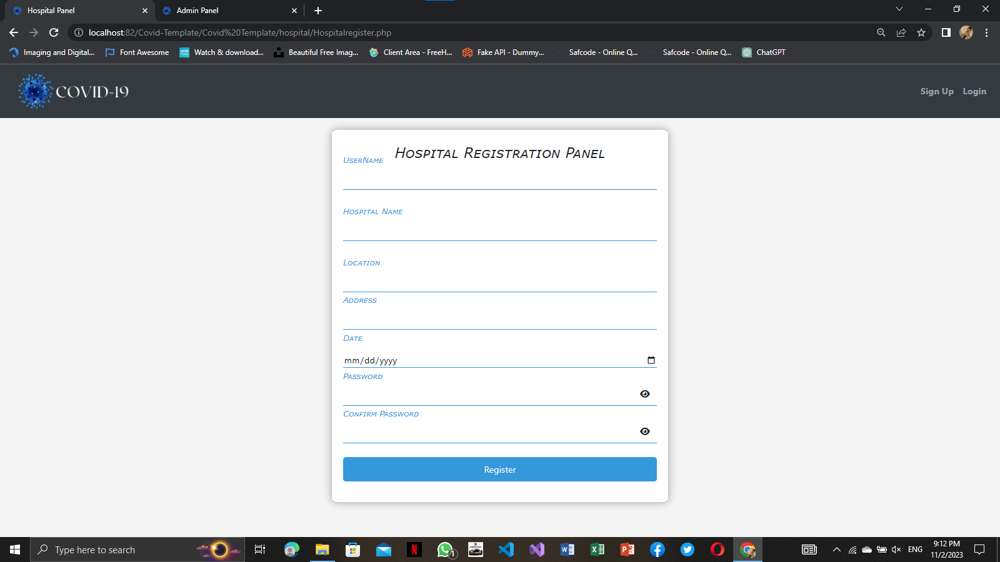 Hospital Panel
Admin Panel
localhost:82/Covid-Template/Covid%20Template/hospital/Hospitalregister.php
Imaging and Digital...
Font Awesome
Watch & download...
Beautiful Free Imag...
Client Area - FreeH...
Fake API - Dummy...
Safcode - Online Q...
Safcode - Online Q...
ChatGPT
COVID-19
Sign Up
Login
Hospital Registration Panel
UserName
Hospital Name
Location
Address
Date
mm/dd/yyyy
Password
Confirm Password
Register
Type here to search
1
ENG
9:12 PM
11/2/2023